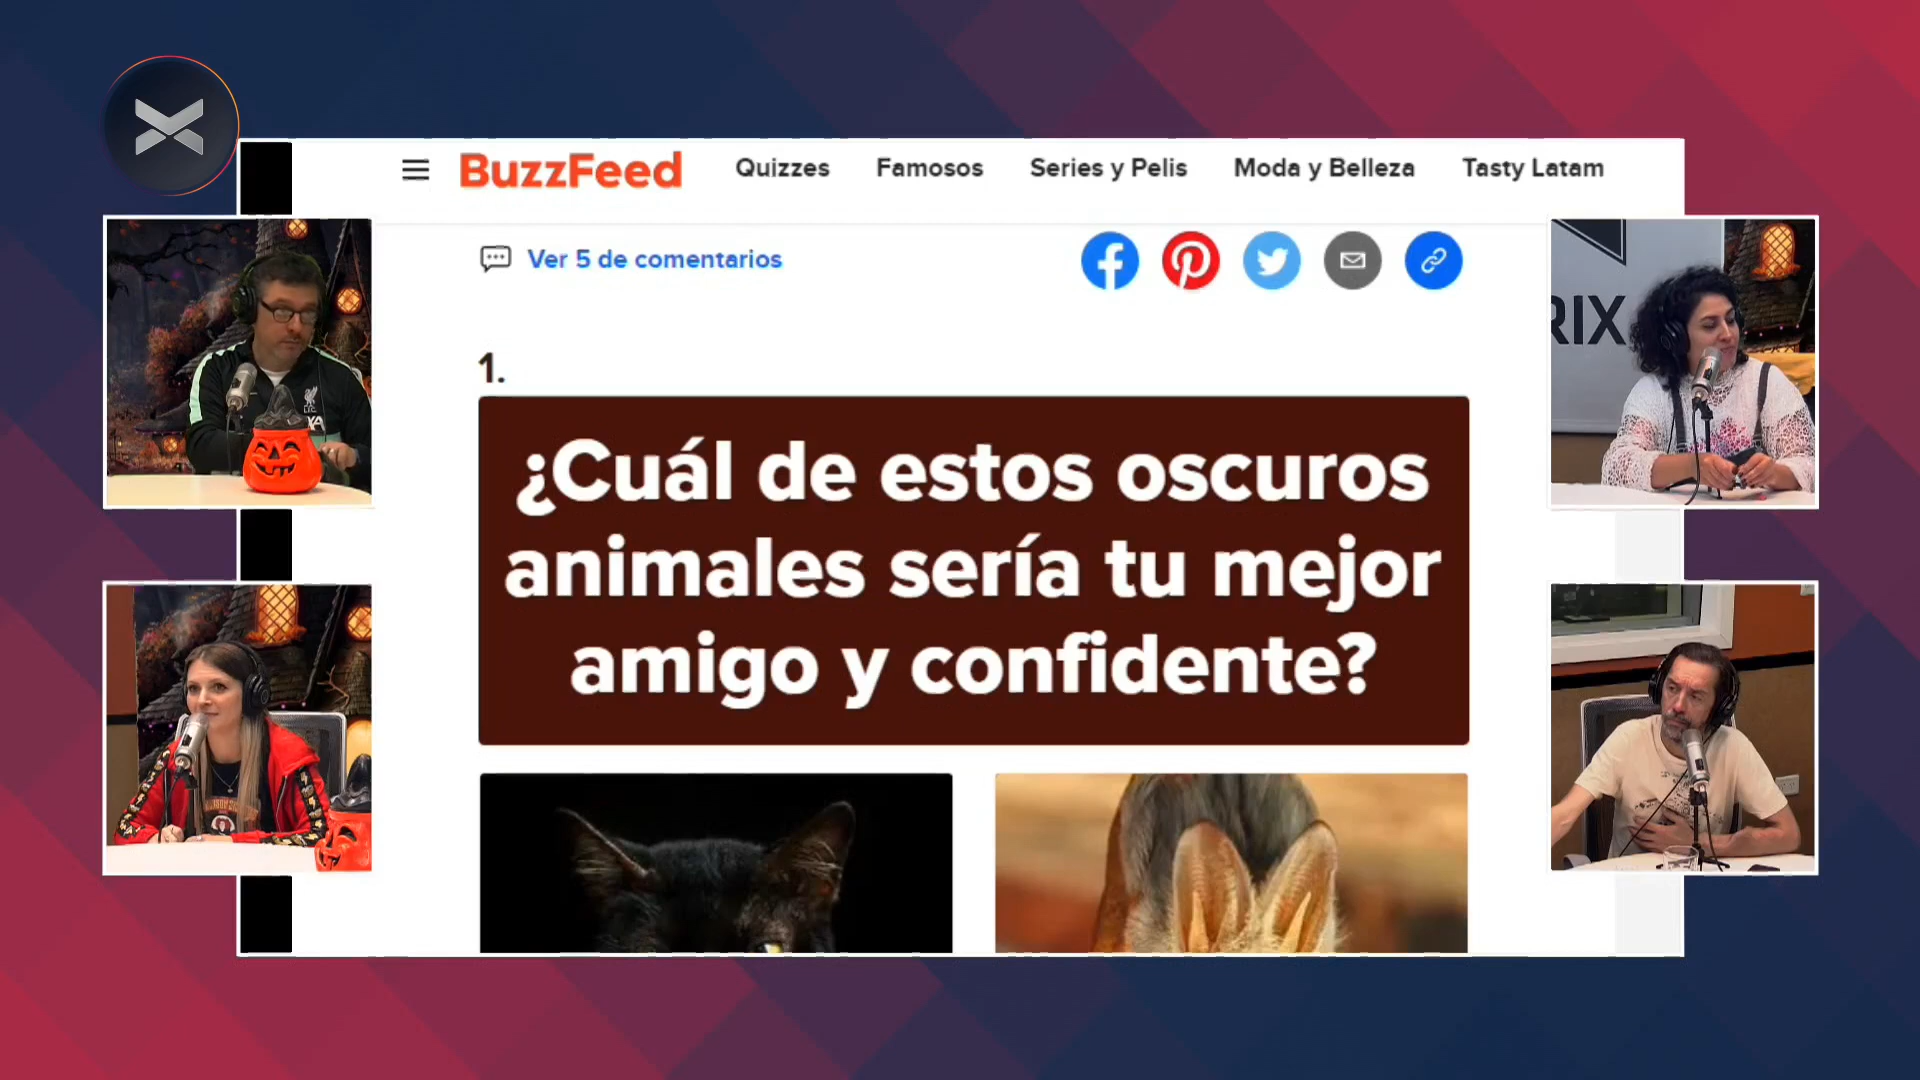 BuzzFeed
Quizzes
Famosos
Series y Pelis
Moda y Belleza
Tasty Latam
Ver 5 de comentarios
RIX
1.
¿Cuál de estos oscuros
animales sería tu mejor
amigo y confidente?